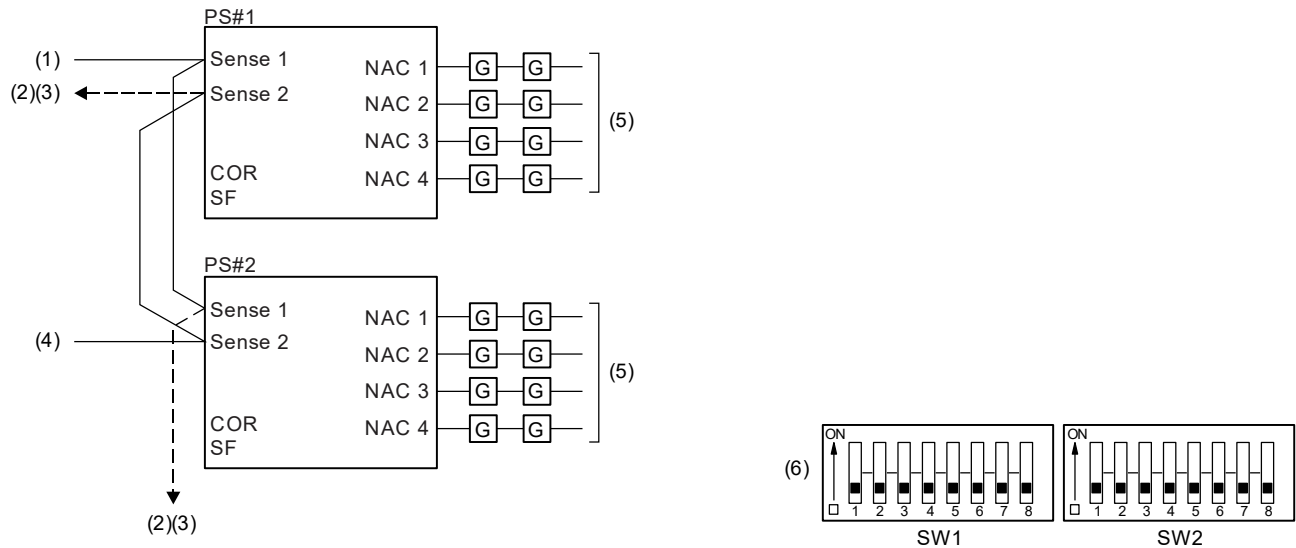 PS#1
(1) Sense 1 NAC 1 G G
(2)(3) Sense 2 NAC 2 G G
(5)
NAC 3 G G
COR NAC 4 G G
SF
PS#2
Sense 1 NAC 1 G G
(4) Sense 2 NAC 2 G G
(5)
NAC 3 G G
COR NAC 4 G G
SF
(2)(3)
(6)
ON
1 2 3 4 5 6 7 8
SW1
ON
1 2 3 4 5 6 7 8
SW2